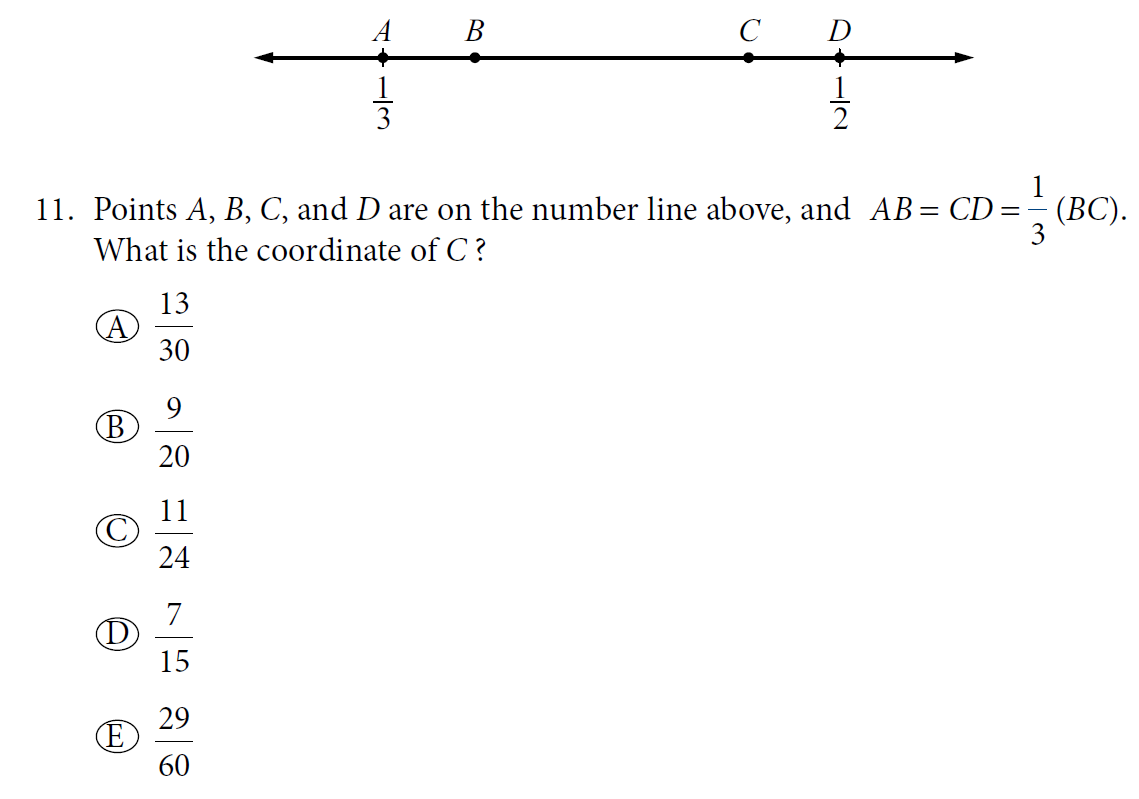 A B C D
1/3 1/2
11. Points A, B, C, and D are on the number line above, and AB = CD = 1/3 (BC).
What is the coordinate of C ?
A 13/30
B 9/20
C 11/24
D 7/15
E 29/60